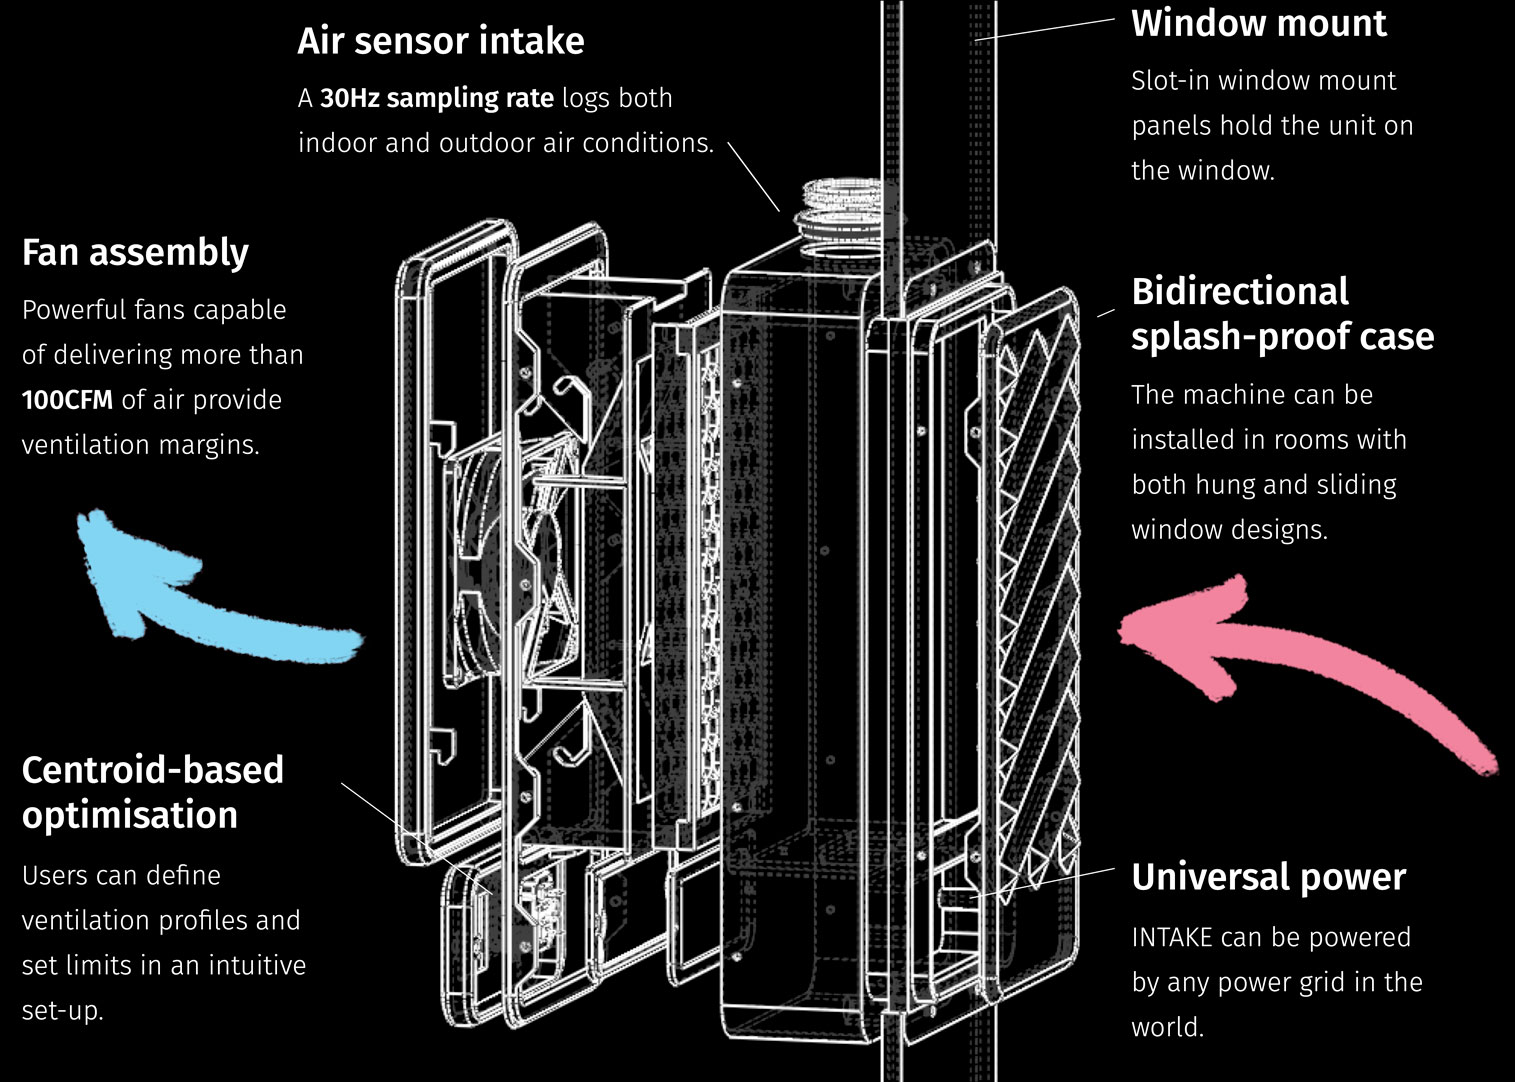 Air sensor intake
A 30Hz sampling rate logs both
indoor and outdoor air conditions.
Window mount
Slot-in window mount
panels hold the unit on
the window.
Fan assembly
Powerful fans capable
of delivering more than
100CFM of air provide
ventilation margins.
Bidirectional
splash-proof case
The machine can be
installed in rooms with
both hung and sliding
window designs.
Centroid-based
optimisation
Users can define
ventilation profiles and
set limits in an intuitive
set-up.
Universal power
INTAKE can be powered
by any power grid in the
world.